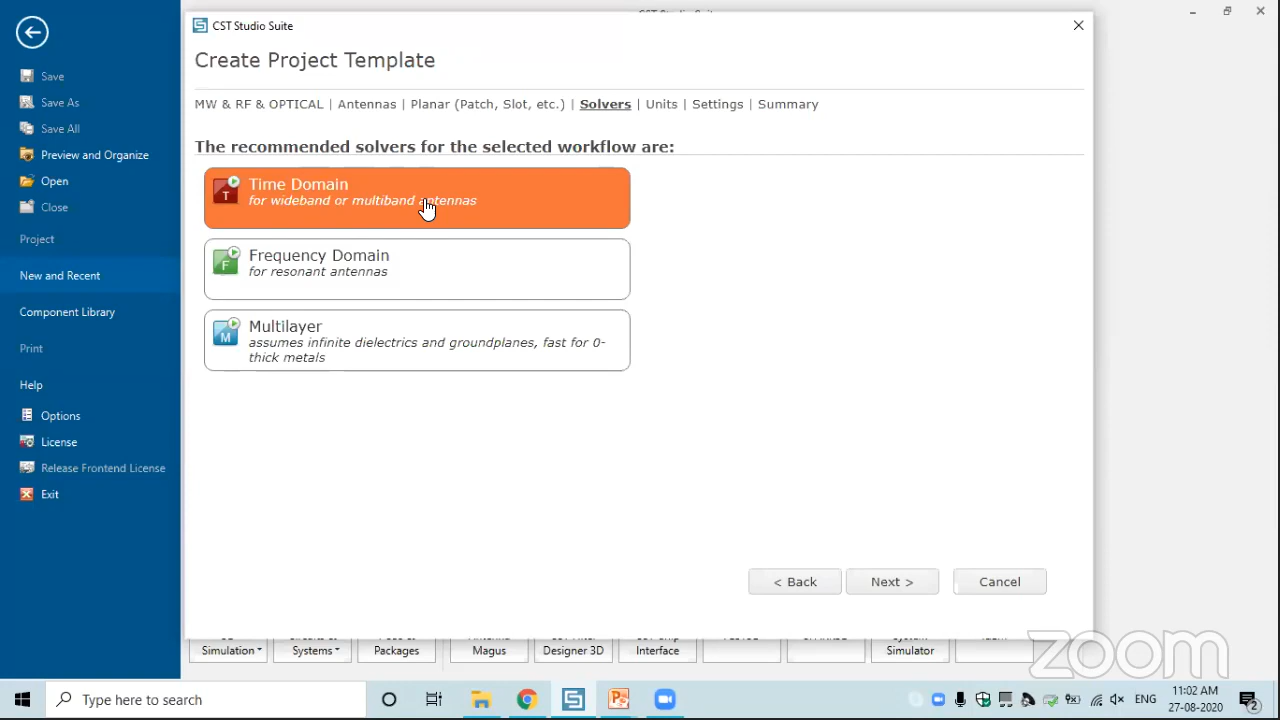 CST Studio Suite
Create Project Template
MW & RF & OPTICAL | Antennas | Planar (Patch, Slot, etc.) | Solvers | Units | Settings | Summary
The recommended solvers for the selected workflow are:
T
Time Domain
for wideband or multiband antennas
F
Frequency Domain
for resonant antennas
M
Multilayer
assumes infinite dielectrics and groundplanes, fast for 0-
thick metals
< Back
Next >
Cancel
Save
Save As
Save All
Preview and Organize
Open
Close
Project
New and Recent
Component Library
Print
Help
Options
License
Release Frontend License
Exit
Simulation
Systems
Packages
Magus
Designer 3D
Interface
Simulator
zoom
Type here to search
ENG
11:02 AM
27-08-2020
2